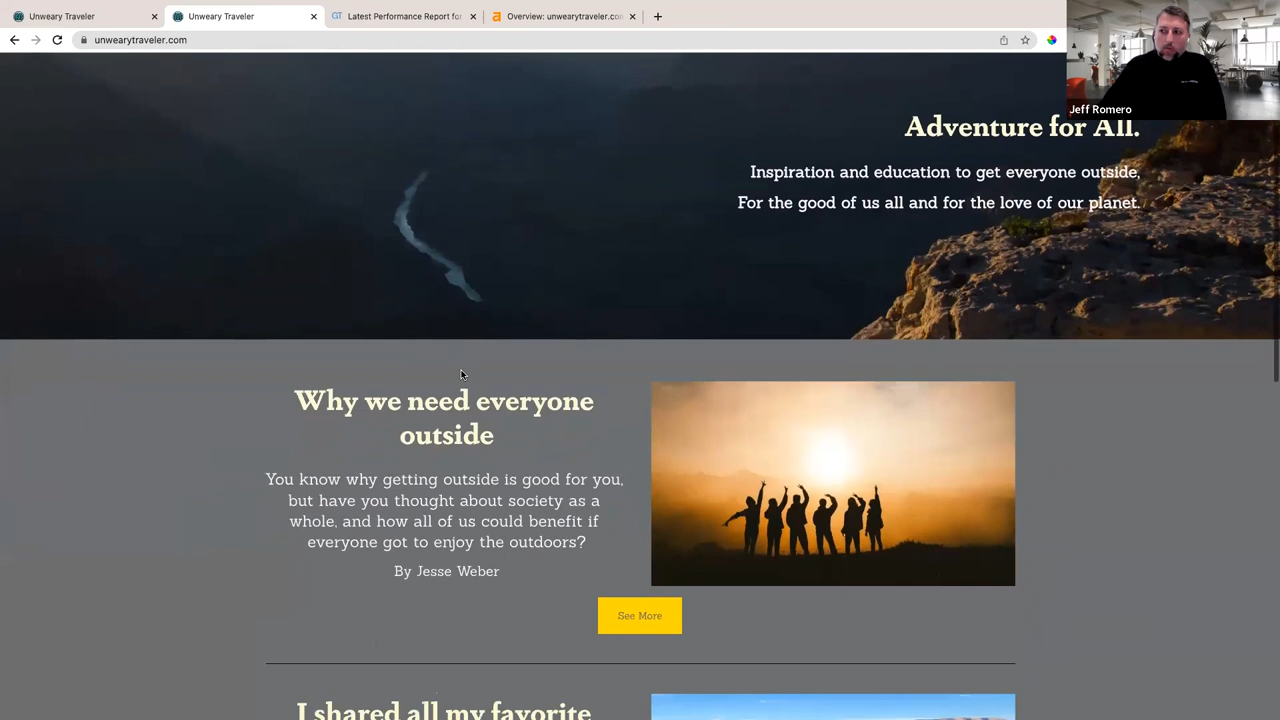 Unweary Traveler
Unweary Traveler
GT Latest Performance Report for
Overview: unwearytraveler.com
unwearytraveler.com
Jeff Romero
Adventure for All.
Inspiration and education to get everyone outside,
For the good of us all and for the love of our planet.
Why we need everyone
outside
You know why getting outside is good for you,
but have you thought about society as a
whole, and how all of us could benefit if
everyone got to enjoy the outdoors?
By Jesse Weber
See More
I shared all my favorite